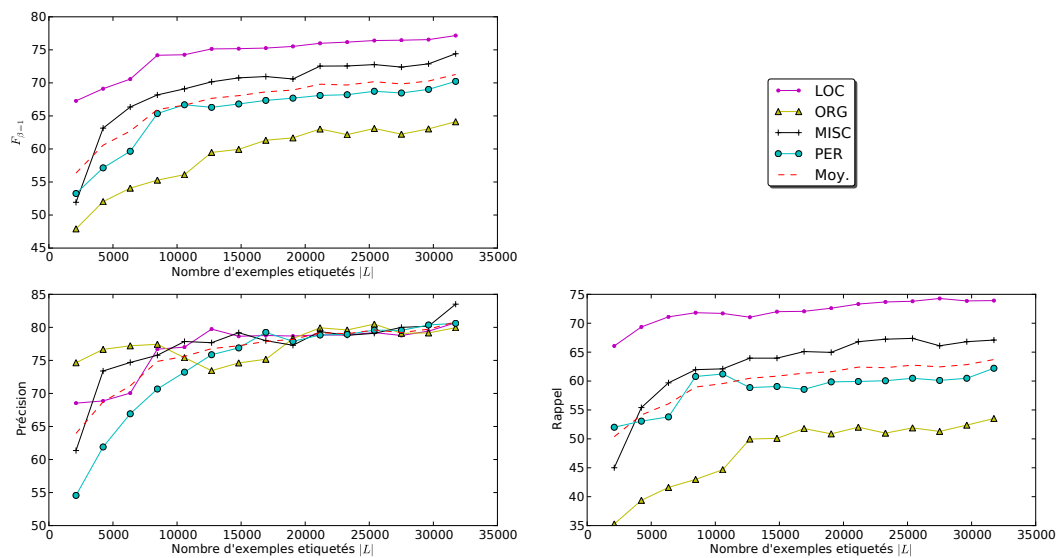 80
75
70
65
60
55
50
45
F_{β=1}
0 5000 10000 15000 20000 25000 30000 35000
Nombre d'exemples etiquetés |L|
LOC
ORG
MISC
PER
Moy.
85
80
75
70
65
60
55
50
Précision
0 5000 10000 15000 20000 25000 30000 35000
Nombre d'exemples etiquetés |L|
75
70
65
60
55
50
45
40
35
Rappel
0 5000 10000 15000 20000 25000 30000 35000
Nombre d'exemples etiquetés |L|